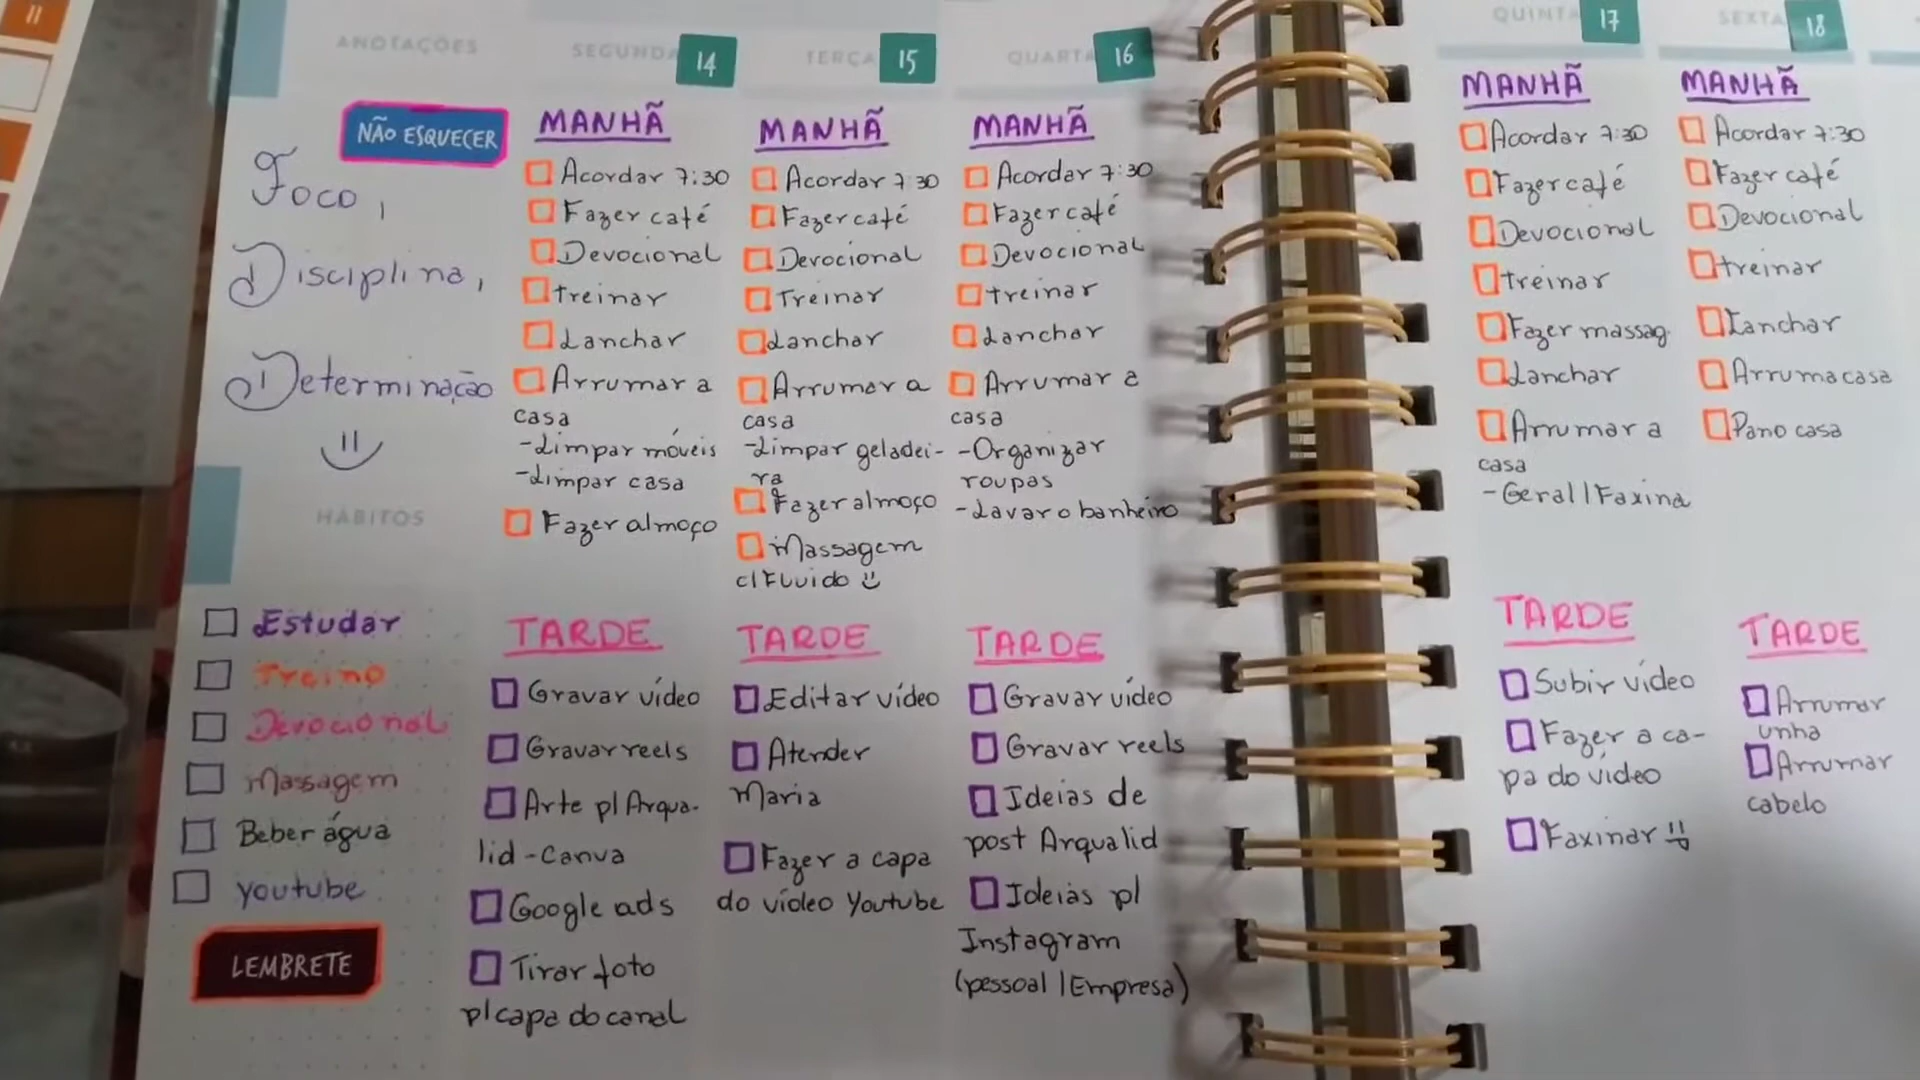 11
ANOTAÇÕES
NÃO ESQUECER
Foco,
Disciplina,
Determinação
HÁBITOS
Estudar
Treino
Devocional
Massagem
Beber água
youtube
LEMBRETE
SEGUNDA 14
MANHÃ
Acordar 7:30
Fazer café
Devocional
treinar
Lanchar
Arrumar a
casa
-Limpar móveis
-Limpar casa
Fazer almoço
TARDE
Gravar vídeo
Gravar reels
Arte p/ Arqua-
lid - Canva
Google ads
Tirar foto
p/ capa do canal
TERÇA 15
MANHÃ
Acordar 7:30
Fazer café
Devocional
Treinar
Lanchar
Arrumar a
casa
-Limpar geladei-
ra
Fazer almoço
Massagem
c/ Fluido
TARDE
Editar vídeo
Atender
Maria
Fazer a capa
do vídeo Youtube
QUARTA 16
MANHÃ
Acordar 7:30
Fazer café
Devocional
treinar
Lanchar
Arrumar a
casa
-Organizar
roupas
-Lavar o banheiro
TARDE
Gravar vídeo
Gravar reels
Ideias de
post Arqualid
Ideias p/
Instagram
(pessoal / Empresa)
QUINTA 17
MANHÃ
Acordar 7:30
Fazer café
Devocional
treinar
Fazer massag
Lanchar
Arrumar a
casa
-Geral / Faxina
TARDE
Subir vídeo
Fazer a ca-
pa do vídeo
Faxinar
SEXTA 18
MANHÃ
Acordar 7:30
Fazer café
Devocional
treinar
Lanchar
Arruma casa
Pano casa
TARDE
Arrumar
unha
Arrumar
cabelo